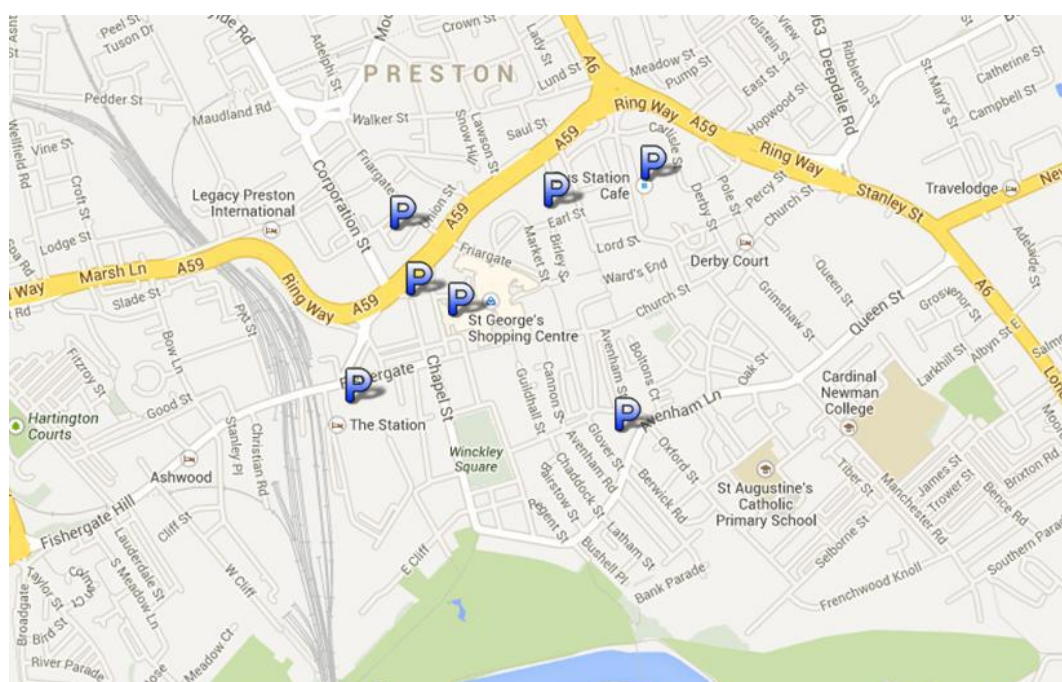 Peel St
Tuson Dr
Adelphi St
Crown St
Lady St
Lund St
A6
Meadow St
Pump St
East St
Hopwood St
Deepdale Rd
Ribbleton St
St. Mary's St
Catherine St
Campbell St
PRESTON
Pedder St
Maudland Rd
Walker St
Snow Hill
Lawson St
Saul St
A59
Ring Way
A59
Carlisle St
Ring Way
Stanley St
Wellfield Rd
Vine St
Croft St
Corporation St
Friargate
P
P
P
Station
Cafe
Earl St
Pole St
Percy St
Church St
Derby St
Travelodge
Legacy Preston
International
A59
Lodge St
Marsh Ln
A59
Slade St
Ring Way
A59
Friargate
Market St
Birley St
Lord St
Ward's End
Derby Court
Queen St
Queen St
Adelaide St
A6
P
P
St George's
Shopping Centre
Church St
Grimshaw St
Grosvenor St
Albyn St E
Larkhill St
Bow Ln
Fitzroy St
Good St
P
Chapel St
Cannon St
Guildhall St
Avenham St
Boltons Ct
Oak St
Cardinal
Newman
College
Hartington
Courts
The Station
P
Avenham Ln
Stanley Pl
Christian Rd
Ashwood
Winckley
Square
Glover St
Avenham Rd
Chaddock St
Oxford St
Berwick Rd
St Augustine's
Catholic
Primary School
Tiber St
Manchester Rd
James St
Trower St
Bence Rd
Brixton Rd
Fishergate Hill
Cliff St
Latham St
Bushell Pl
Selborne St
Southern Parade
Lauderdale St
S Meadow Ln
W Cliff
E Cliff
Bank Parade
Frenchwood Knoll
Taylor St
Broadgate
Bird St
River Parade
Meadow Ct